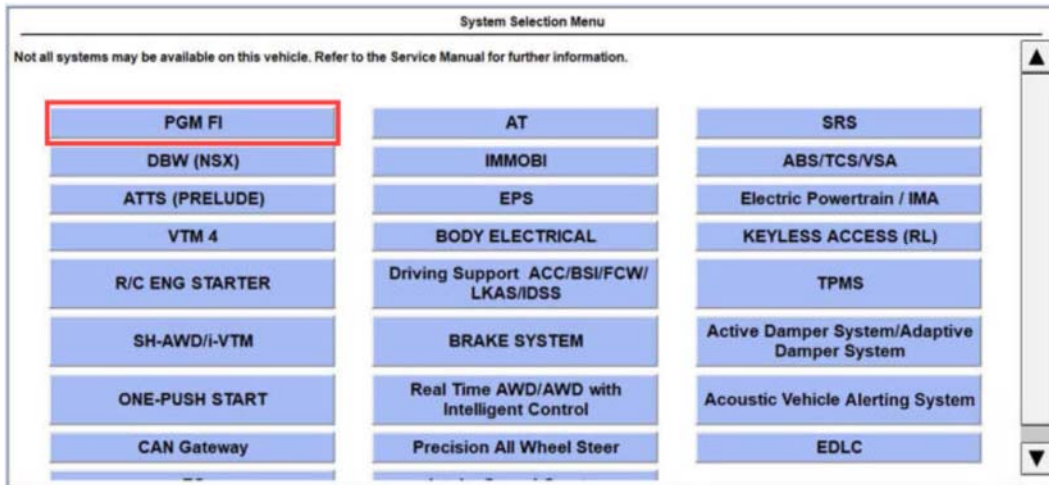 System Selection Menu
Not all systems may be available on this vehicle. Refer to the Service Manual for further information.
PGM FI
AT
SRS
DBW (NSX)
IMMOBI
ABS/TCS/VSA
ATTS (PRELUDE)
EPS
Electric Powertrain / IMA
VTM 4
BODY ELECTRICAL
KEYLESS ACCESS (RL)
R/C ENG STARTER
Driving Support ACC/BSI/FCW/
LKAS/IDSS
TPMS
SH-AWD/i-VTM
BRAKE SYSTEM
Active Damper System/Adaptive
Damper System
ONE-PUSH START
Real Time AWD/AWD with
Intelligent Control
Acoustic Vehicle Alerting System
CAN Gateway
Precision All Wheel Steer
EDLC